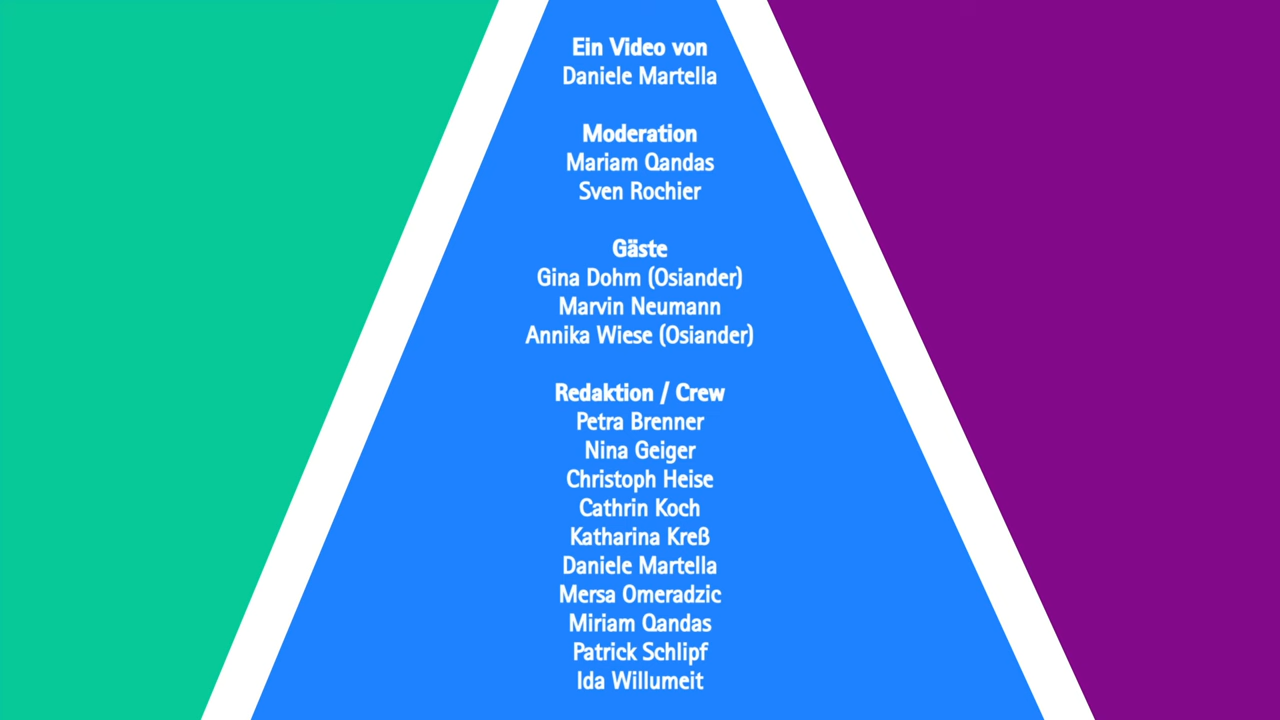 Ein Video von
Daniele Martella
Moderation
Mariam Qandas
Sven Rochier
Gäste
Gina Dohm (Osiander)
Marvin Neumann
Annika Wiese (Osiander)
Redaktion / Crew
Petra Brenner
Nina Geiger
Christoph Heise
Cathrin Koch
Katharina Kreß
Daniele Martella
Mersa Omeradzic
Miriam Qandas
Patrick Schlipf
Ida Willumeit